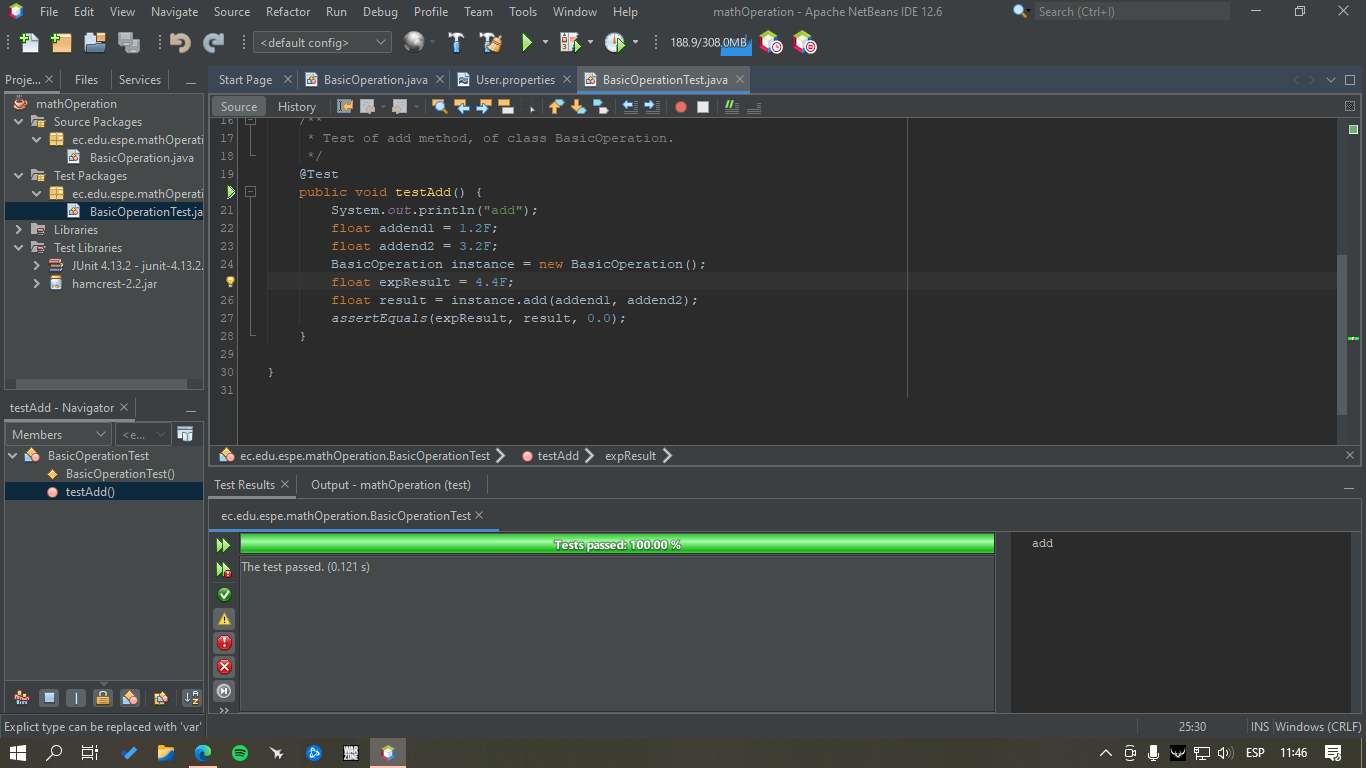 File Edit View Navigate Source Refactor Run Debug Profile Team Tools Window Help mathOperation - Apache NetBeans IDE 12.6 Search (Ctrl+I)
<default config> 188.9/308.0MB
Proje... Files Services
Start Page BasicOperation.java User.properties BasicOperationTest.java
Source History
mathOperation
Source Packages
ec.edu.espe.mathOperati
BasicOperation.java
Test Packages
ec.edu.espe.mathOperati
BasicOperationTest.ja
Libraries
Test Libraries
JUnit 4.13.2 - junit-4.13.2.
hamcrest-2.2.jar
16 /**
17 * Test of add method, of class BasicOperation.
18 */
19 @Test
public void testAdd() {
21 System.out.println("add");
22 float addend1 = 1.2F;
23 float addend2 = 3.2F;
24 BasicOperation instance = new BasicOperation();
float expResult = 4.4F;
26 float result = instance.add(addend1, addend2);
27 assertEquals(expResult, result, 0.0);
28 }
29
30 }
31
ec.edu.espe.mathOperation.BasicOperationTest testAdd expResult
testAdd - Navigator
Members <e...
BasicOperationTest
BasicOperationTest()
testAdd()
Test Results Output - mathOperation (test)
ec.edu.espe.mathOperation.BasicOperationTest
Tests passed: 100.00 %
The test passed. (0.121 s)
add
Explict type can be replaced with 'var' 25:30 INS Windows (CRLF)
WAR
ZONE
ESP 11:46